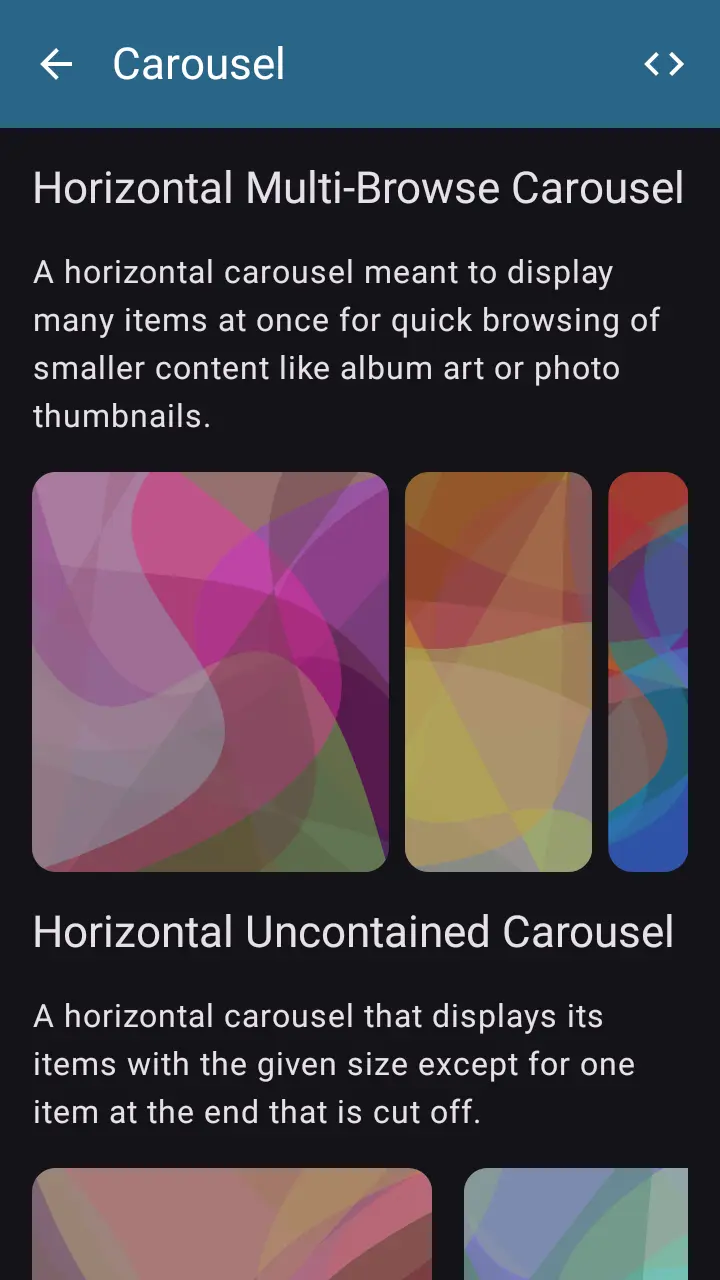 Carousel
Horizontal Multi-Browse Carousel
A horizontal carousel meant to display
many items at once for quick browsing of
smaller content like album art or photo
thumbnails.
Horizontal Uncontained Carousel
A horizontal carousel that displays its
items with the given size except for one
item at the end that is cut off.